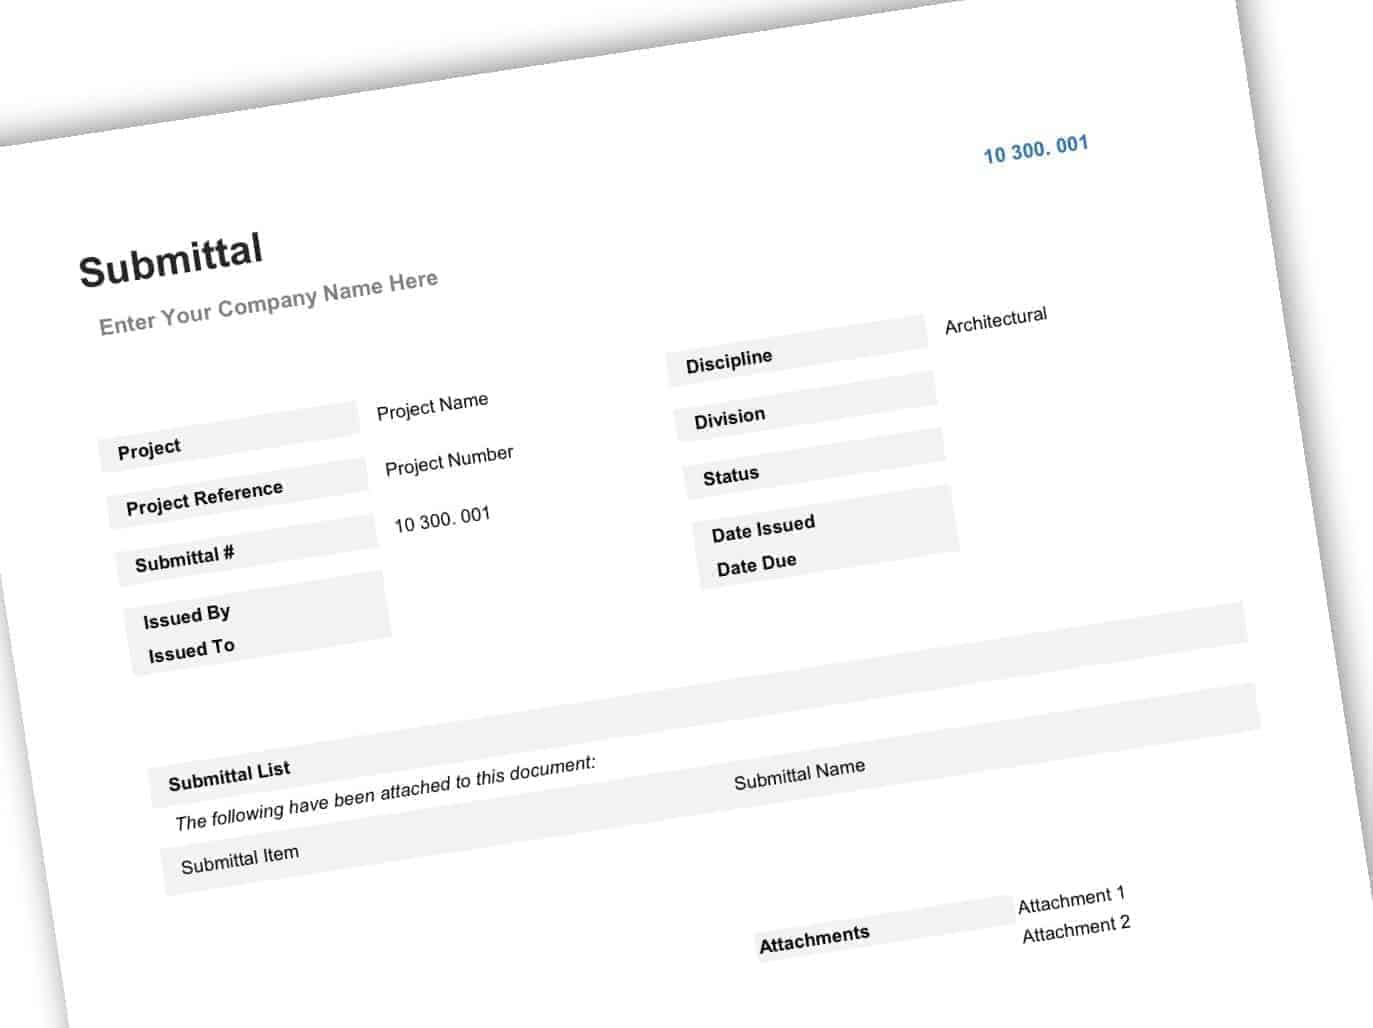 10 300. 001
Submittal
Enter Your Company Name Here
Project Project Name
Project Reference Project Number
Submittal # 10 300. 001
Issued By
Issued To
Discipline Architectural
Division
Status
Date Issued
Date Due
Submittal List
The following have been attached to this document:
Submittal Item Submittal Name
Attachments Attachment 1
Attachment 2